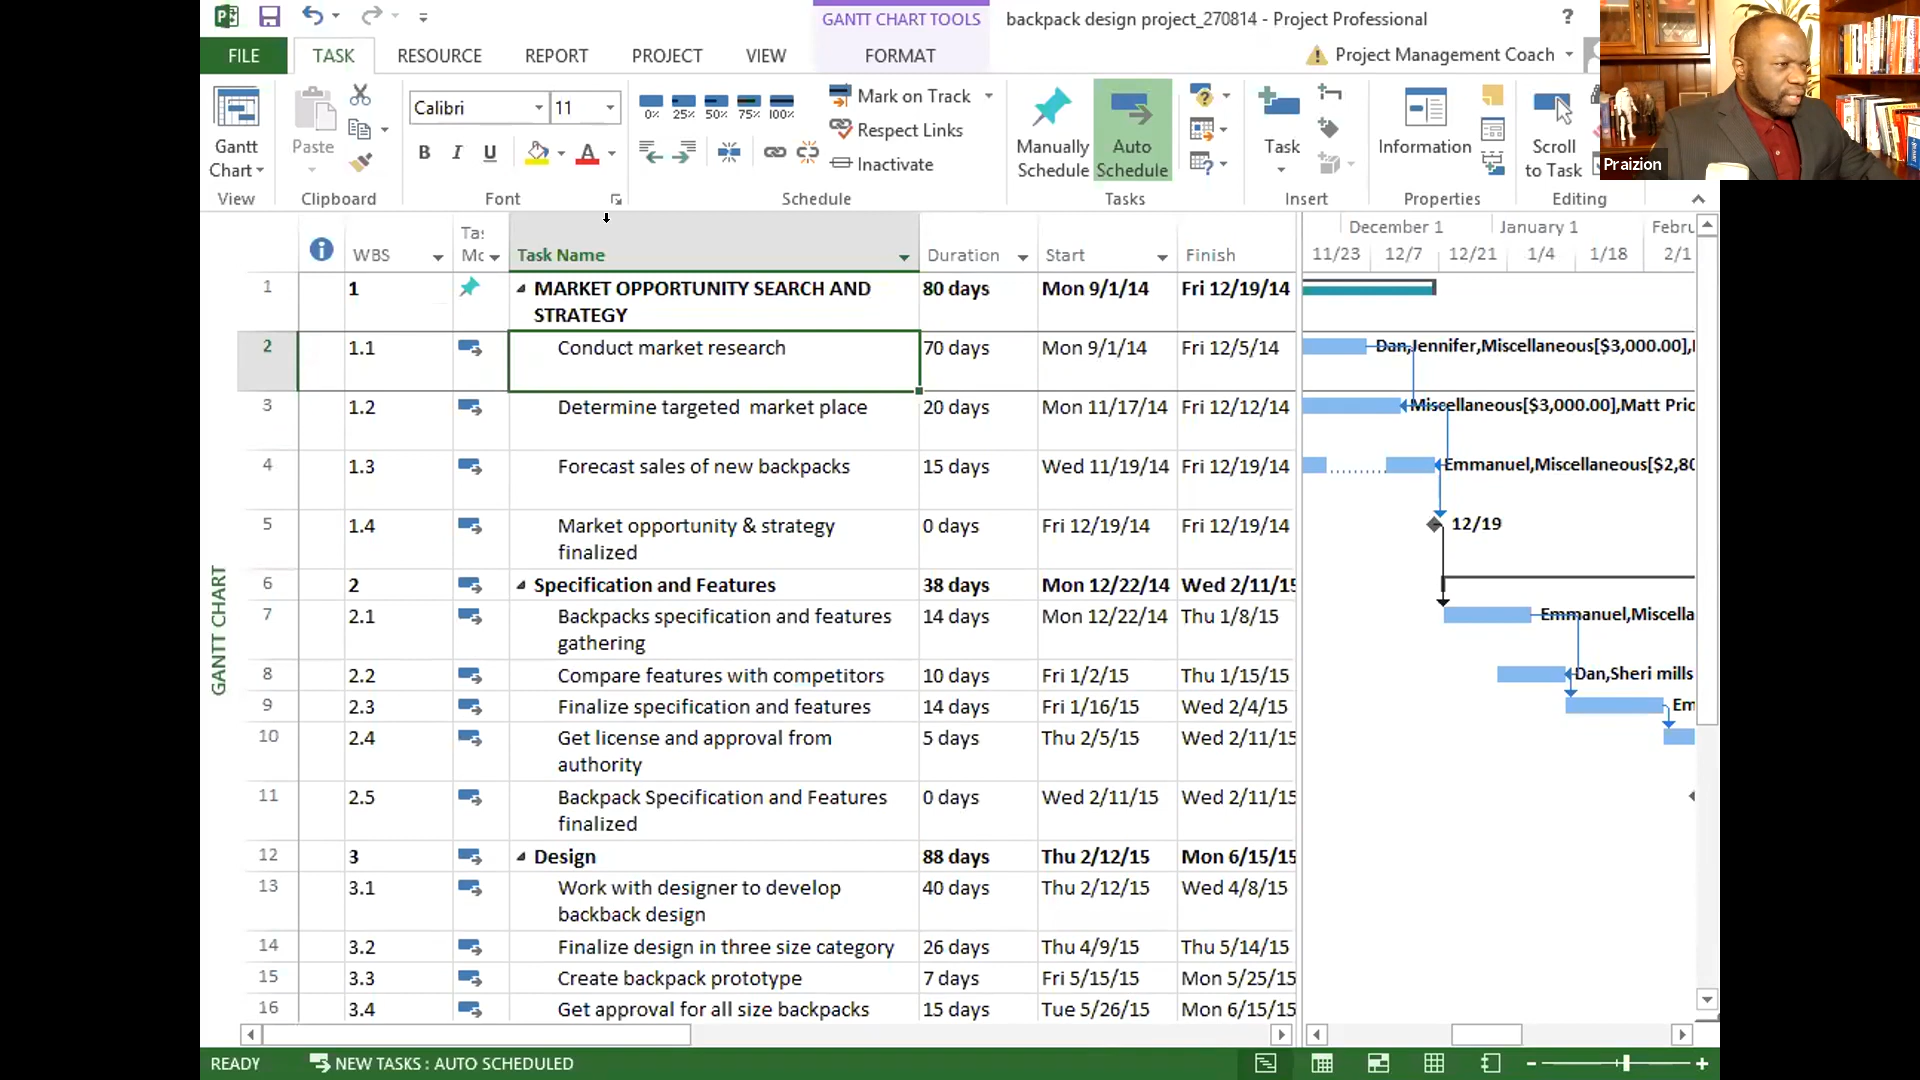 GANTT CHART TOOLS
backpack design project_270814 - Project Professional
?
FILE
TASK
RESOURCE
REPORT
PROJECT
VIEW
FORMAT
Project Management Coach
Gantt
Chart
View
Paste
Clipboard
Calibri
11
B I U A
Font
0% 25% 50% 75% 100%
Mark on Track
Respect Links
Inactivate
Schedule
Manually
Schedule
Auto
Schedule
Tasks
Task
Insert
Information
Properties
Scroll
to Task
Editing
Praizion
WBS
Tas
Mc
Task Name
Duration
Start
Finish
December 1
January 1
Febru
11/23 12/7 12/21 1/4 1/18 2/1
1 1 MARKET OPPORTUNITY SEARCH AND 80 days Mon 9/1/14 Fri 12/19/14
STRATEGY
2 1.1 Conduct market research 70 days Mon 9/1/14 Fri 12/5/14 Dan,Jennifer,Miscellaneous[$3,000.00],
3 1.2 Determine targeted  market place 20 days Mon 11/17/14 Fri 12/12/14 Miscellaneous[$3,000.00],Matt Pric
4 1.3 Forecast sales of new backpacks 15 days Wed 11/19/14 Fri 12/19/14 Emmanuel,Miscellaneous[$2,80
5 1.4 Market opportunity & strategy 0 days Fri 12/19/14 Fri 12/19/14 12/19
finalized
6 2 Specification and Features 38 days Mon 12/22/14 Wed 2/11/15
7 2.1 Backpacks specification and features 14 days Mon 12/22/14 Thu 1/8/15 Emmanuel,Miscella
gathering
8 2.2 Compare features with competitors 10 days Fri 1/2/15 Thu 1/15/15 Dan,Sheri mills
9 2.3 Finalize specification and features 14 days Fri 1/16/15 Wed 2/4/15 Em
10 2.4 Get license and approval from 5 days Thu 2/5/15 Wed 2/11/15
authority
11 2.5 Backpack Specification and Features 0 days Wed 2/11/15 Wed 2/11/15
finalized
12 3 Design 88 days Thu 2/12/15 Mon 6/15/15
13 3.1 Work with designer to develop 40 days Thu 2/12/15 Wed 4/8/15
backback design
14 3.2 Finalize design in three size category 26 days Thu 4/9/15 Thu 5/14/15
15 3.3 Create backpack prototype 7 days Fri 5/15/15 Mon 5/25/15
16 3.4 Get approval for all size backpacks 15 days Tue 5/26/15 Mon 6/15/15
GANTT CHART
READY
NEW TASKS : AUTO SCHEDULED